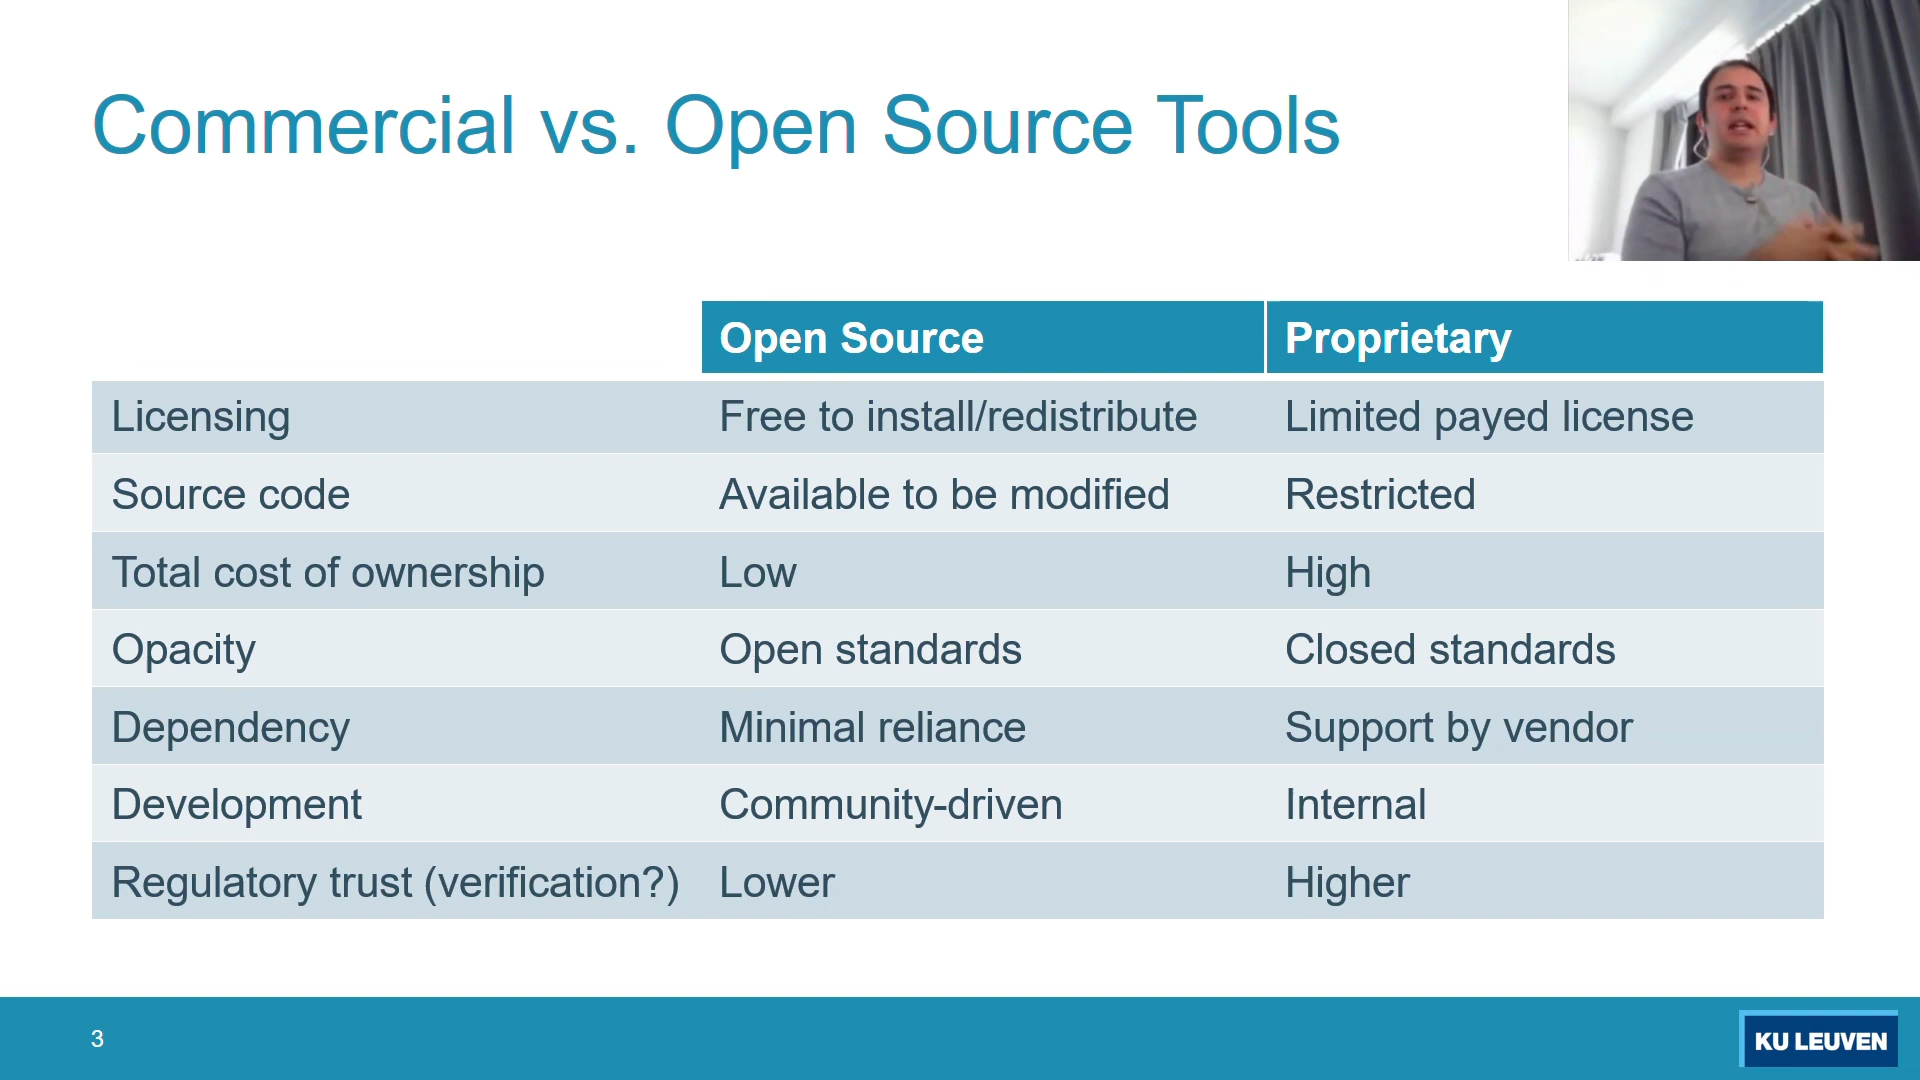 Commercial vs. Open Source Tools
Open Source Proprietary
Licensing Free to install/redistribute Limited payed license
Source code Available to be modified Restricted
Total cost of ownership Low High
Opacity Open standards Closed standards
Dependency Minimal reliance Support by vendor
Development Community-driven Internal
Regulatory trust (verification?) Lower Higher
3
KU LEUVEN